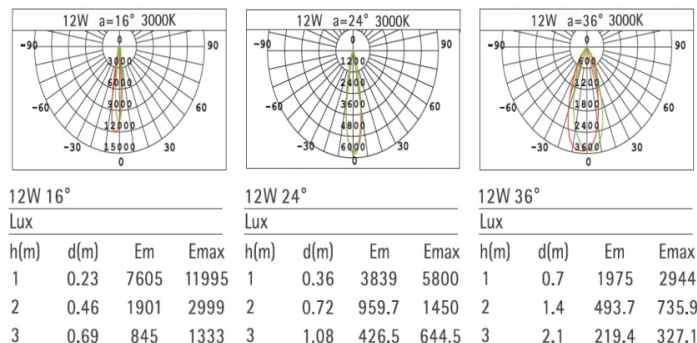 12W a=16° 3000K
0
-90 90
3000
6000
-60 9000 60
12000
-30 15000 30
0
12W 16°
Lux
h(m) d(m) Em Emax
1 0.23 7605 11995
2 0.46 1901 2999
3 0.69 845 1333
12W a=24° 3000K
0
-90 90
1200
2400
-60 3600 60
4800
-30 6000 30
0
12W 24°
Lux
h(m) d(m) Em Emax
1 0.36 3839 5800
2 0.72 959.7 1450
3 1.08 426.5 644.5
12W a=36° 3000K
0
-90 90
600
1200
-60 1800 60
2400
-30 3600 30
0
12W 36°
Lux
h(m) d(m) Em Emax
1 0.7 1975 2944
2 1.4 493.7 735.9
3 2.1 219.4 327.1